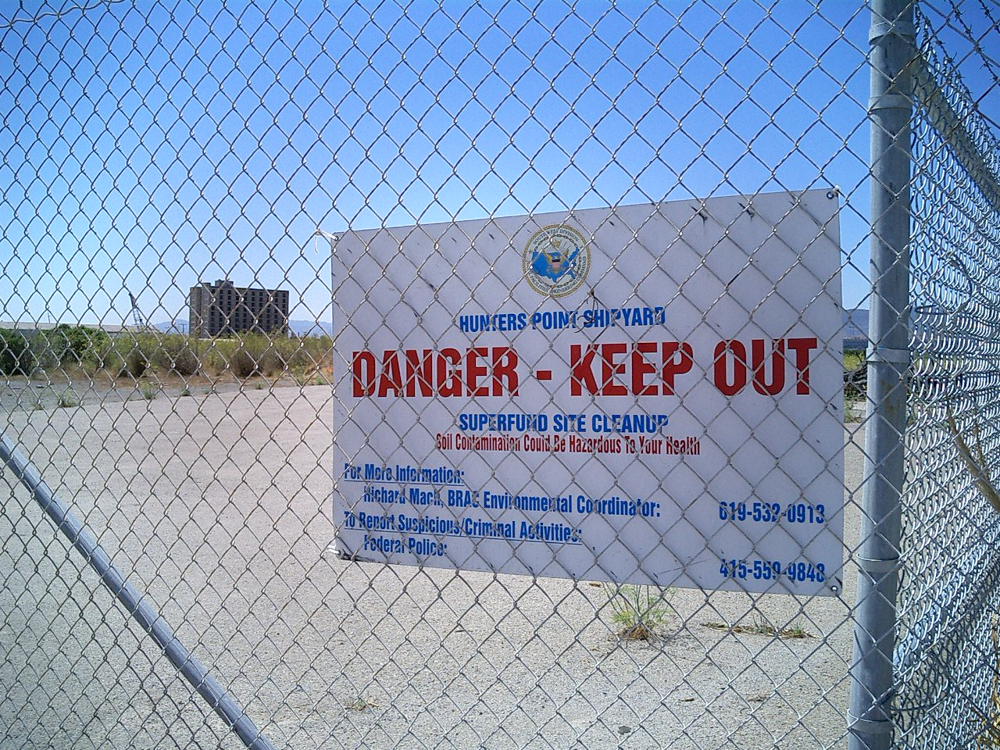 SOUTHWEST DIVISION
HUNTERS POINT SHIPYARD
DANGER - KEEP OUT
SUPERFUND SITE CLEANUP
Soil Contamination Could Be Hazardous To Your Health
For More Information:
Richard Mach, BRAC Environmental Coordinator: 619-532-0913
To Report Suspicious/Criminal Activities:
Federal Police: 415-559-9848